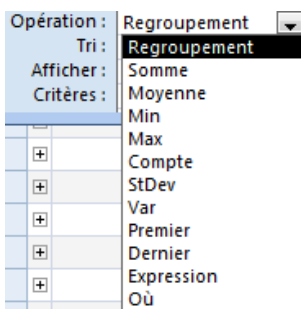 Opération : Regroupement
Tri : Regroupement
Afficher : Somme
Critères : Moyenne
Min
Max
Compte
StDev
Var
Premier
Dernier
Expression
Où